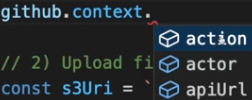 github.context.
action
// 2) Upload fi
actor
const s3Uri = `
apiUrl